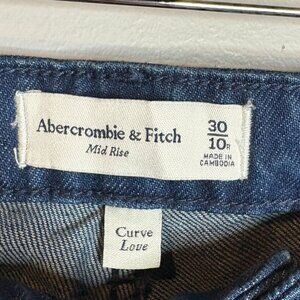 Abercrombie & Fitch
Mid Rise
30
10R
MADE IN
CAMBODIA
Curve
Love